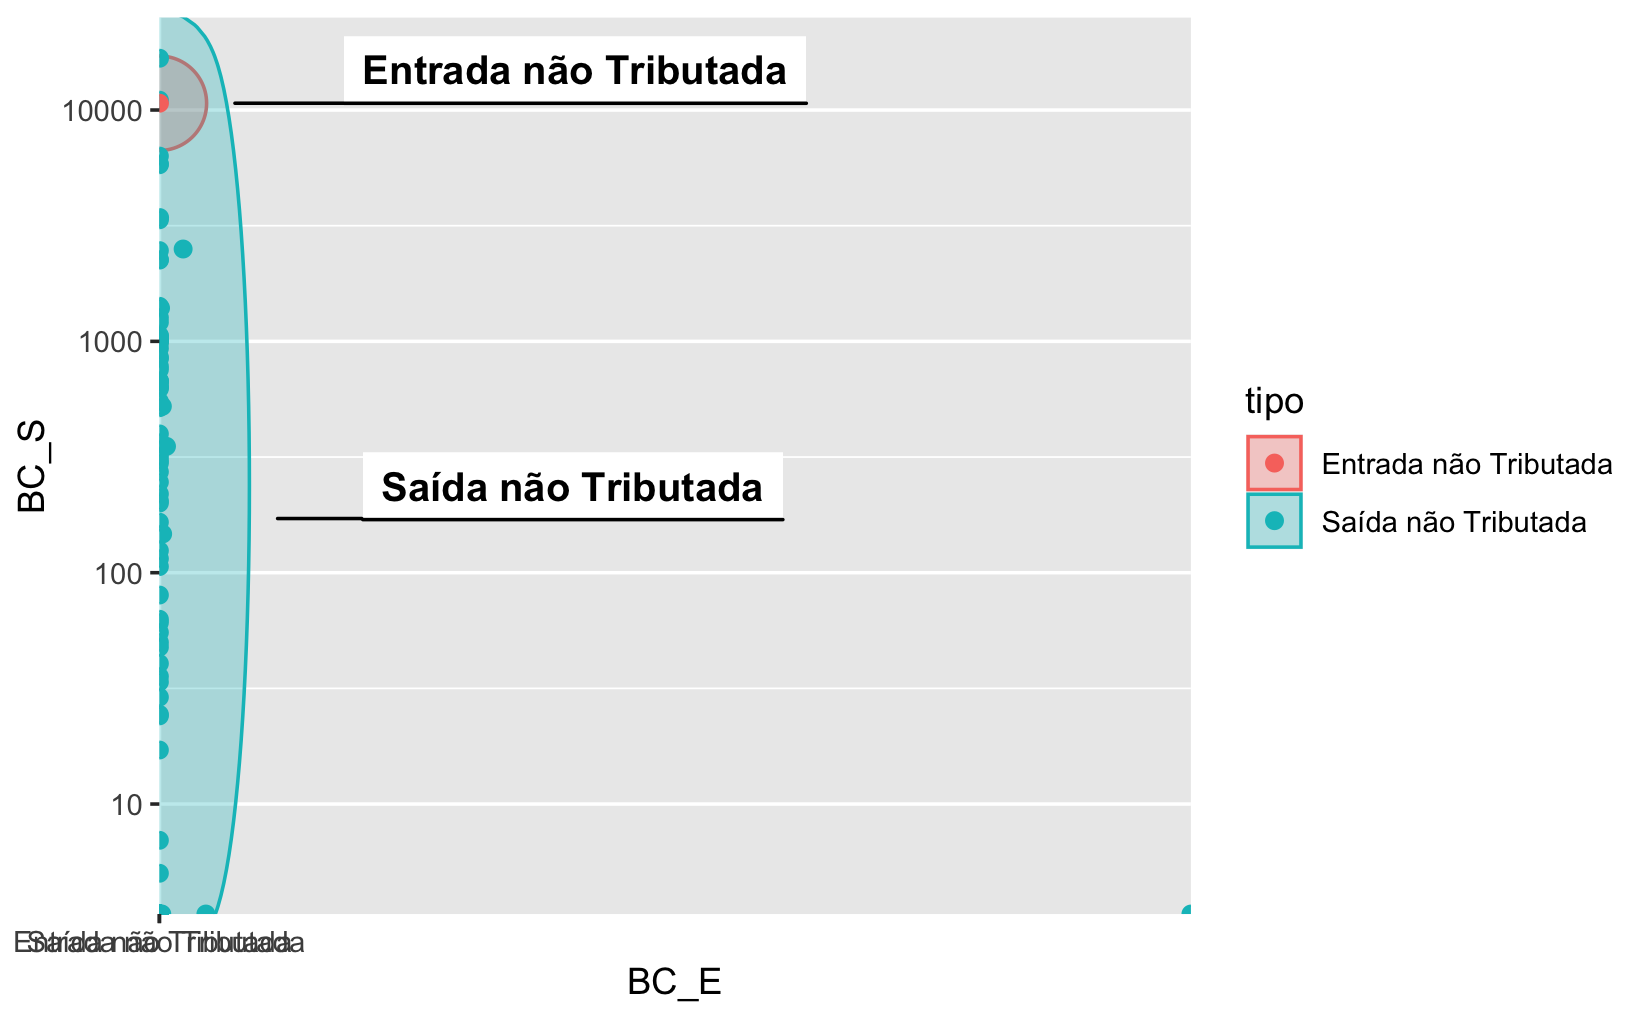 Entrada não Tributada
10000
1000
BC_S
Saída não Tributada
100
10
tipo
Entrada não Tributada
Saída não Tributada
Entrada não Tributada
Saída não Tributada
BC_E